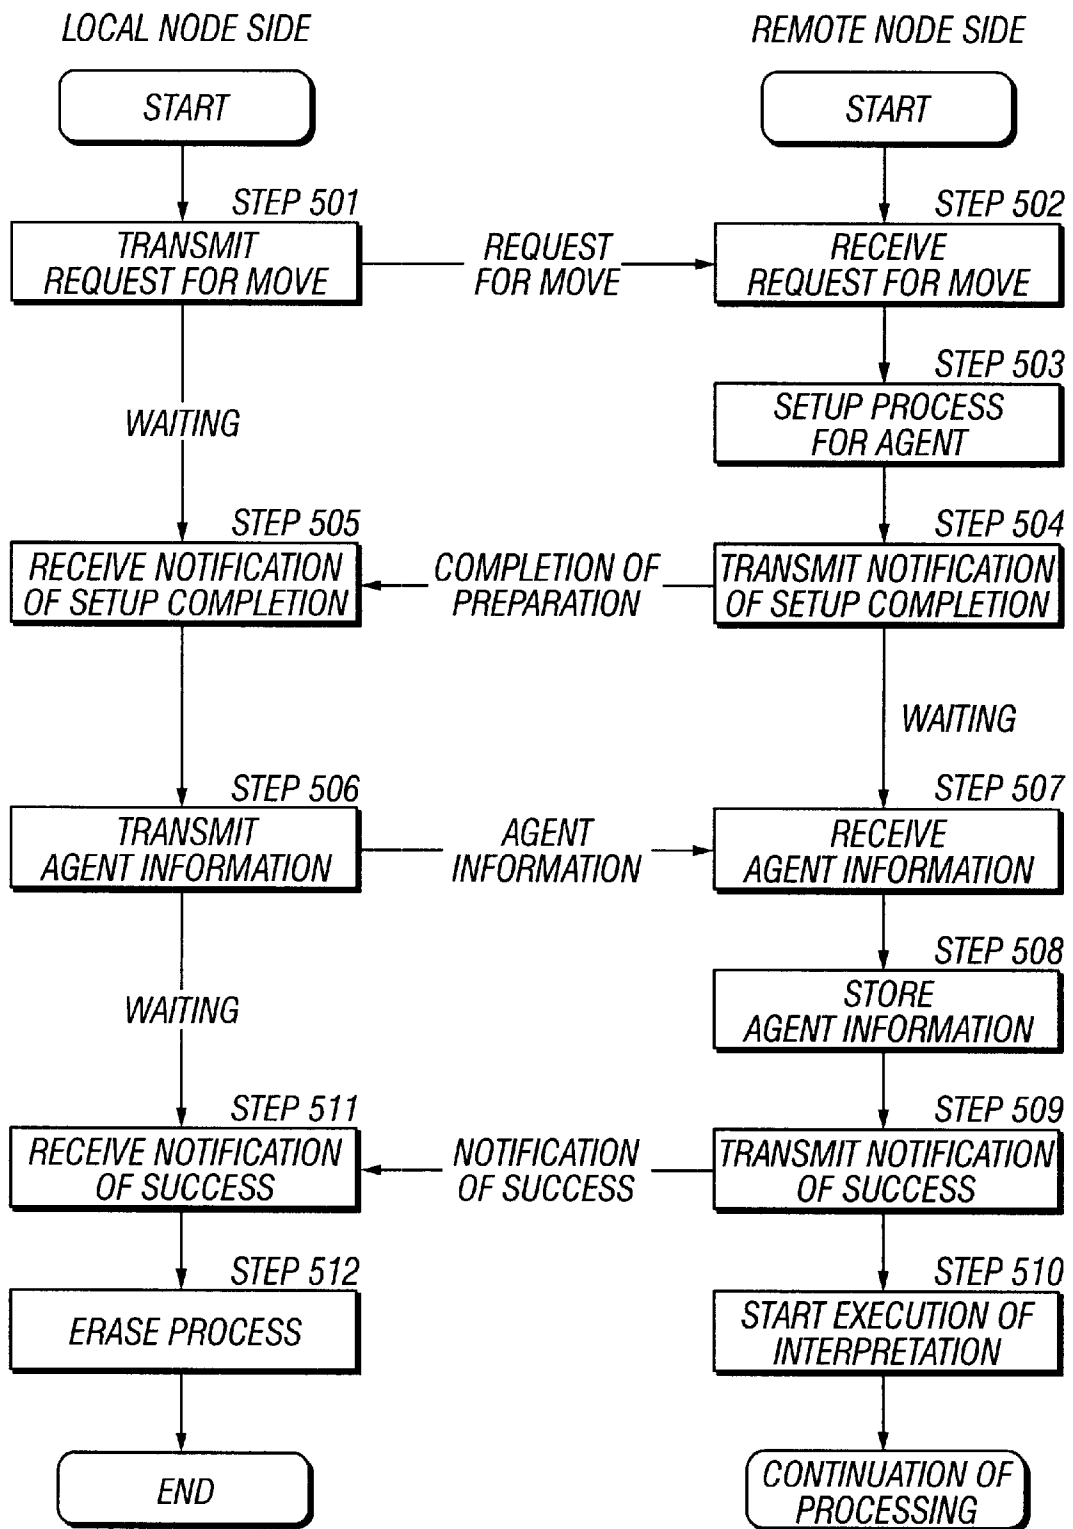 LOCAL NODE SIDE
REMOTE NODE SIDE
START
START
STEP 501
STEP 502
TRANSMIT
REQUEST FOR MOVE
REQUEST
FOR MOVE
RECEIVE
REQUEST FOR MOVE
STEP 503
WAITING
SETUP PROCESS
FOR AGENT
STEP 505
STEP 504
RECEIVE NOTIFICATION
OF SETUP COMPLETION
COMPLETION OF
PREPARATION
TRANSMIT NOTIFICATION
OF SETUP COMPLETION
WAITING
STEP 506
STEP 507
TRANSMIT
AGENT INFORMATION
AGENT
INFORMATION
RECEIVE
AGENT INFORMATION
STEP 508
WAITING
STORE
AGENT INFORMATION
STEP 511
STEP 509
RECEIVE NOTIFICATION
OF SUCCESS
NOTIFICATION
OF SUCCESS
TRANSMIT NOTIFICATION
OF SUCCESS
STEP 512
STEP 510
ERASE PROCESS
START EXECUTION OF
INTERPRETATION
END
CONTINUATION OF
PROCESSING